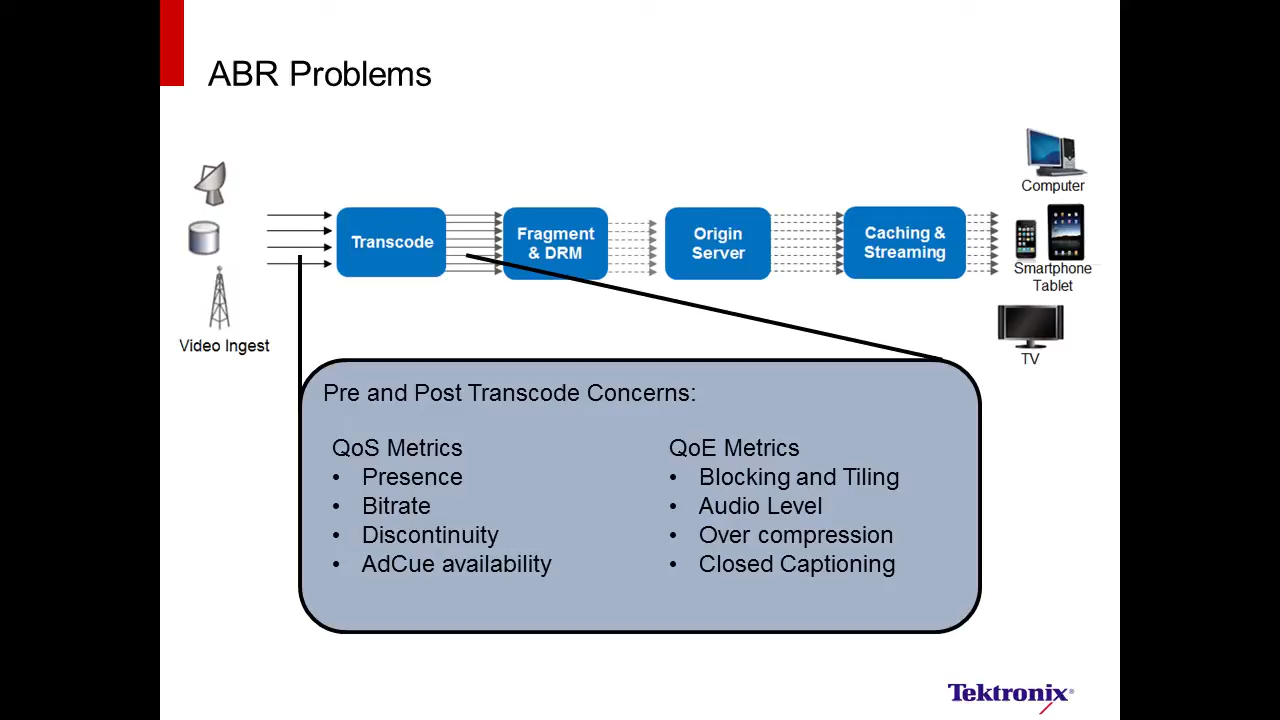 ABR Problems
Computer
Transcode
Fragment
& DRM
Origin
Server
Caching &
Streaming
Smartphone
Tablet
Video Ingest
TV
Pre and Post Transcode Concerns:
QoS Metrics
• Presence
• Bitrate
• Discontinuity
• AdCue availability
QoE Metrics
• Blocking and Tiling
• Audio Level
• Over compression
• Closed Captioning
Tektronix®